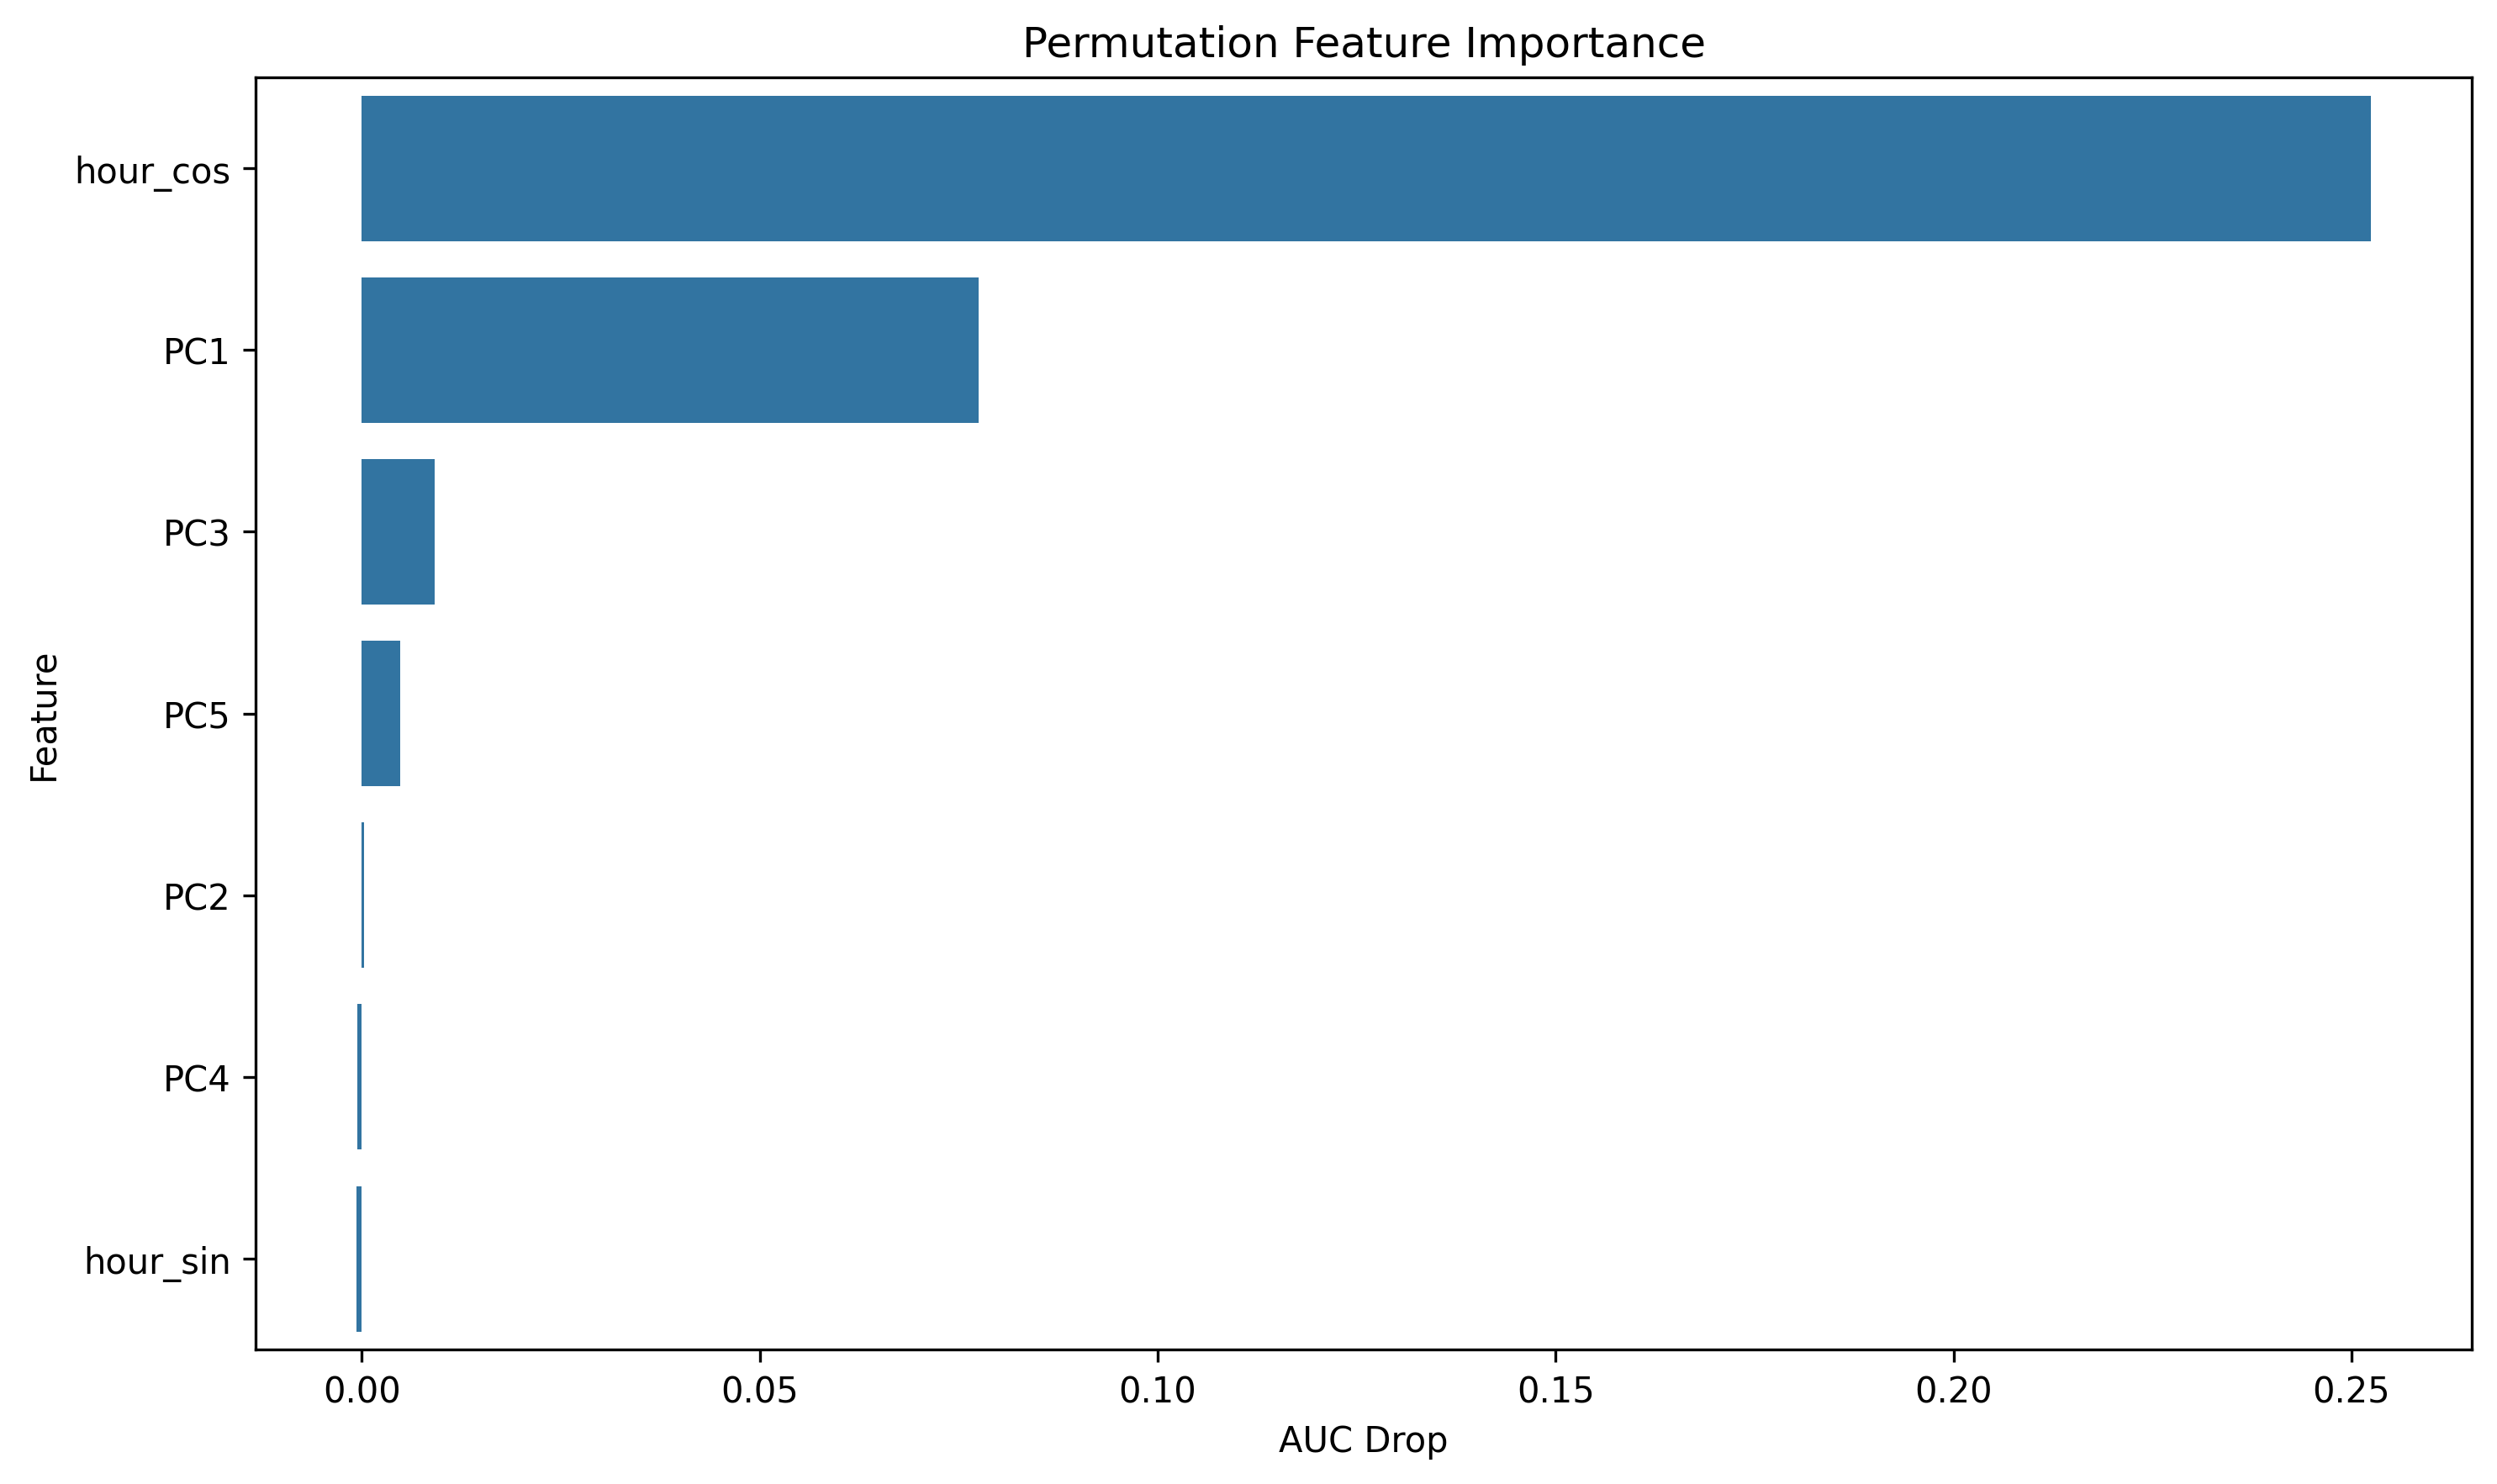 Permutation Feature Importance
hour_cos
PC1
PC3
PC5
PC2
PC4
hour_sin
Feature
0.00 0.05 0.10 0.15 0.20 0.25
AUC Drop